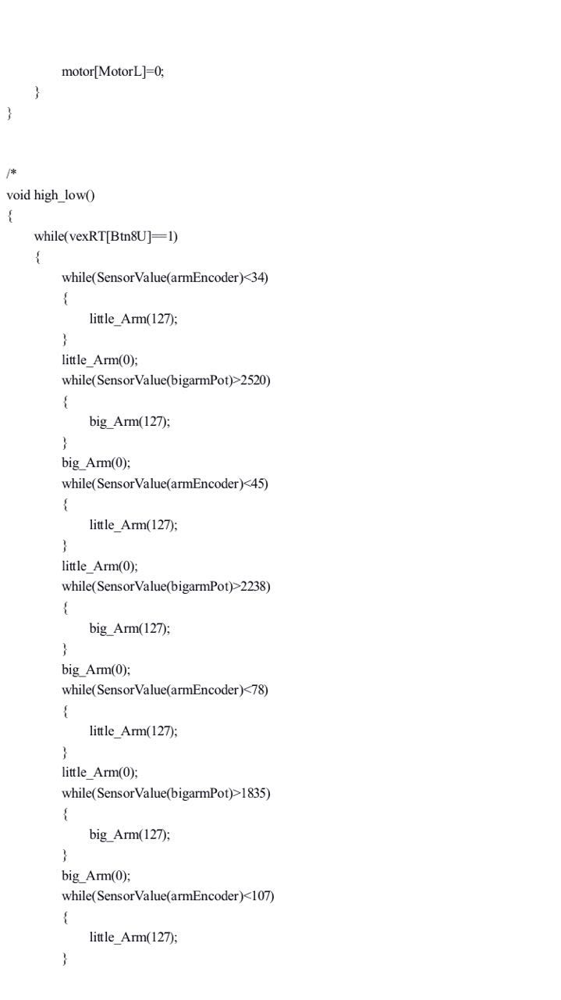 motor[MotorL]=0;
}
}
/*
void high_low()
{
while(vexRT[Btn8U]==1)
{
while(SensorValue(armEncoder)<34)
{
little_Arm(127);
}
little_Arm(0);
while(SensorValue(bigarmPot)>2520)
{
big_Arm(127);
}
big_Arm(0);
while(SensorValue(armEncoder)<45)
{
little_Arm(127);
}
little_Arm(0);
while(SensorValue(bigarmPot)>2238)
{
big_Arm(127);
}
big_Arm(0);
while(SensorValue(armEncoder)<78)
{
little_Arm(127);
}
little_Arm(0);
while(SensorValue(bigarmPot)>1835)
{
big_Arm(127);
}
big_Arm(0);
while(SensorValue(armEncoder)<107)
{
little_Arm(127);
}